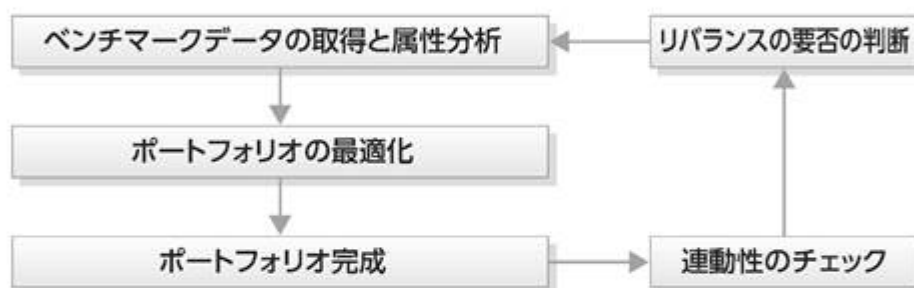 ベンチマークデータの取得と属性分析
リバランスの要否の判断
ポートフォリオの最適化
ポートフォリオ完成
連動性のチェック